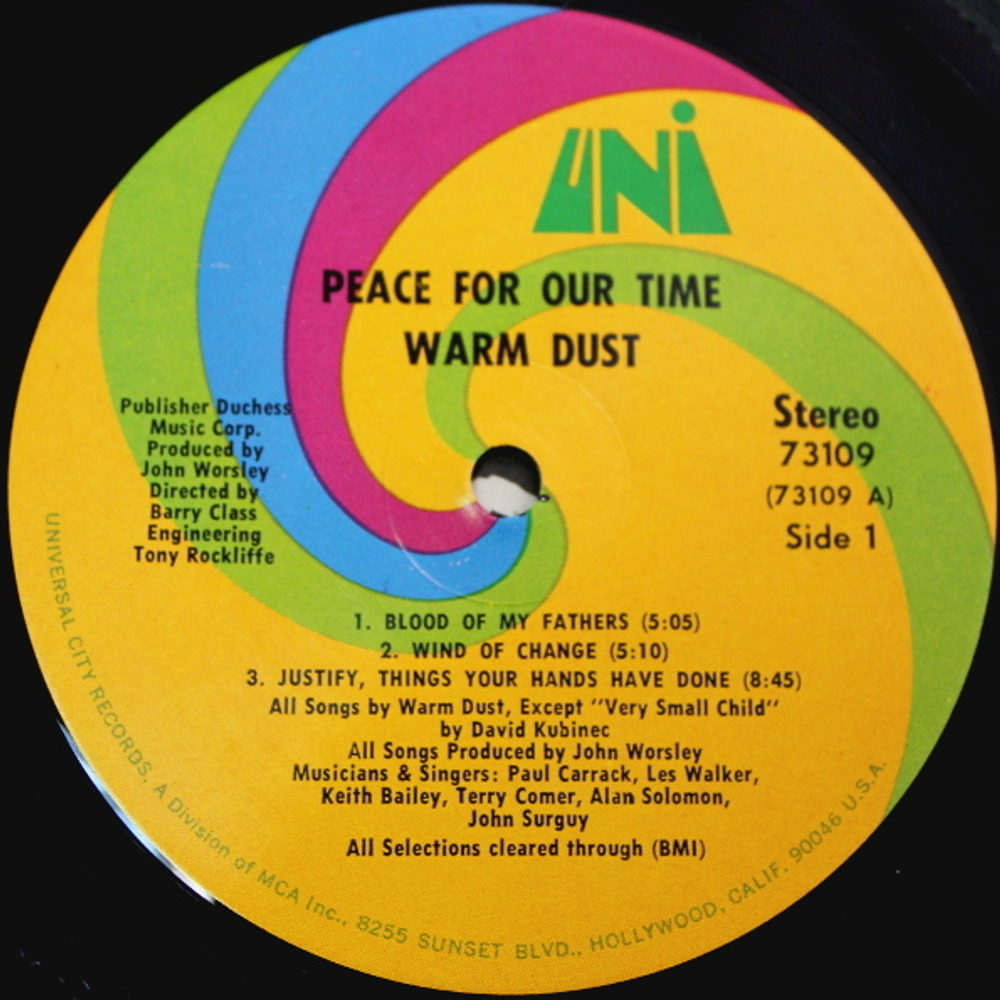 UNi
PEACE FOR OUR TIME
WARM DUST
Publisher Duchess
Music Corp.
Produced by
John Worsley
Directed by
Barry Class
Engineering
Tony Rockliffe
Stereo
73109
(73109 A)
Side 1
1. BLOOD OF MY FATHERS (5:05)
2. WIND OF CHANGE (5:10)
3. JUSTIFY, THINGS YOUR HANDS HAVE DONE (8:45)
All Songs by Warm Dust, Except "Very Small Child"
by David Kubinec
All Songs Produced by John Worsley
Musicians & Singers: Paul Carrack, Les Walker,
Keith Bailey, Terry Comer, Alan Solomon,
John Surguy
All Selections cleared through (BMI)
UNIVERSAL CITY RECORDS, A Division of MCA Inc., 8255 SUNSET BLVD., HOLLYWOOD, CALIF. 90046 U.S.A.